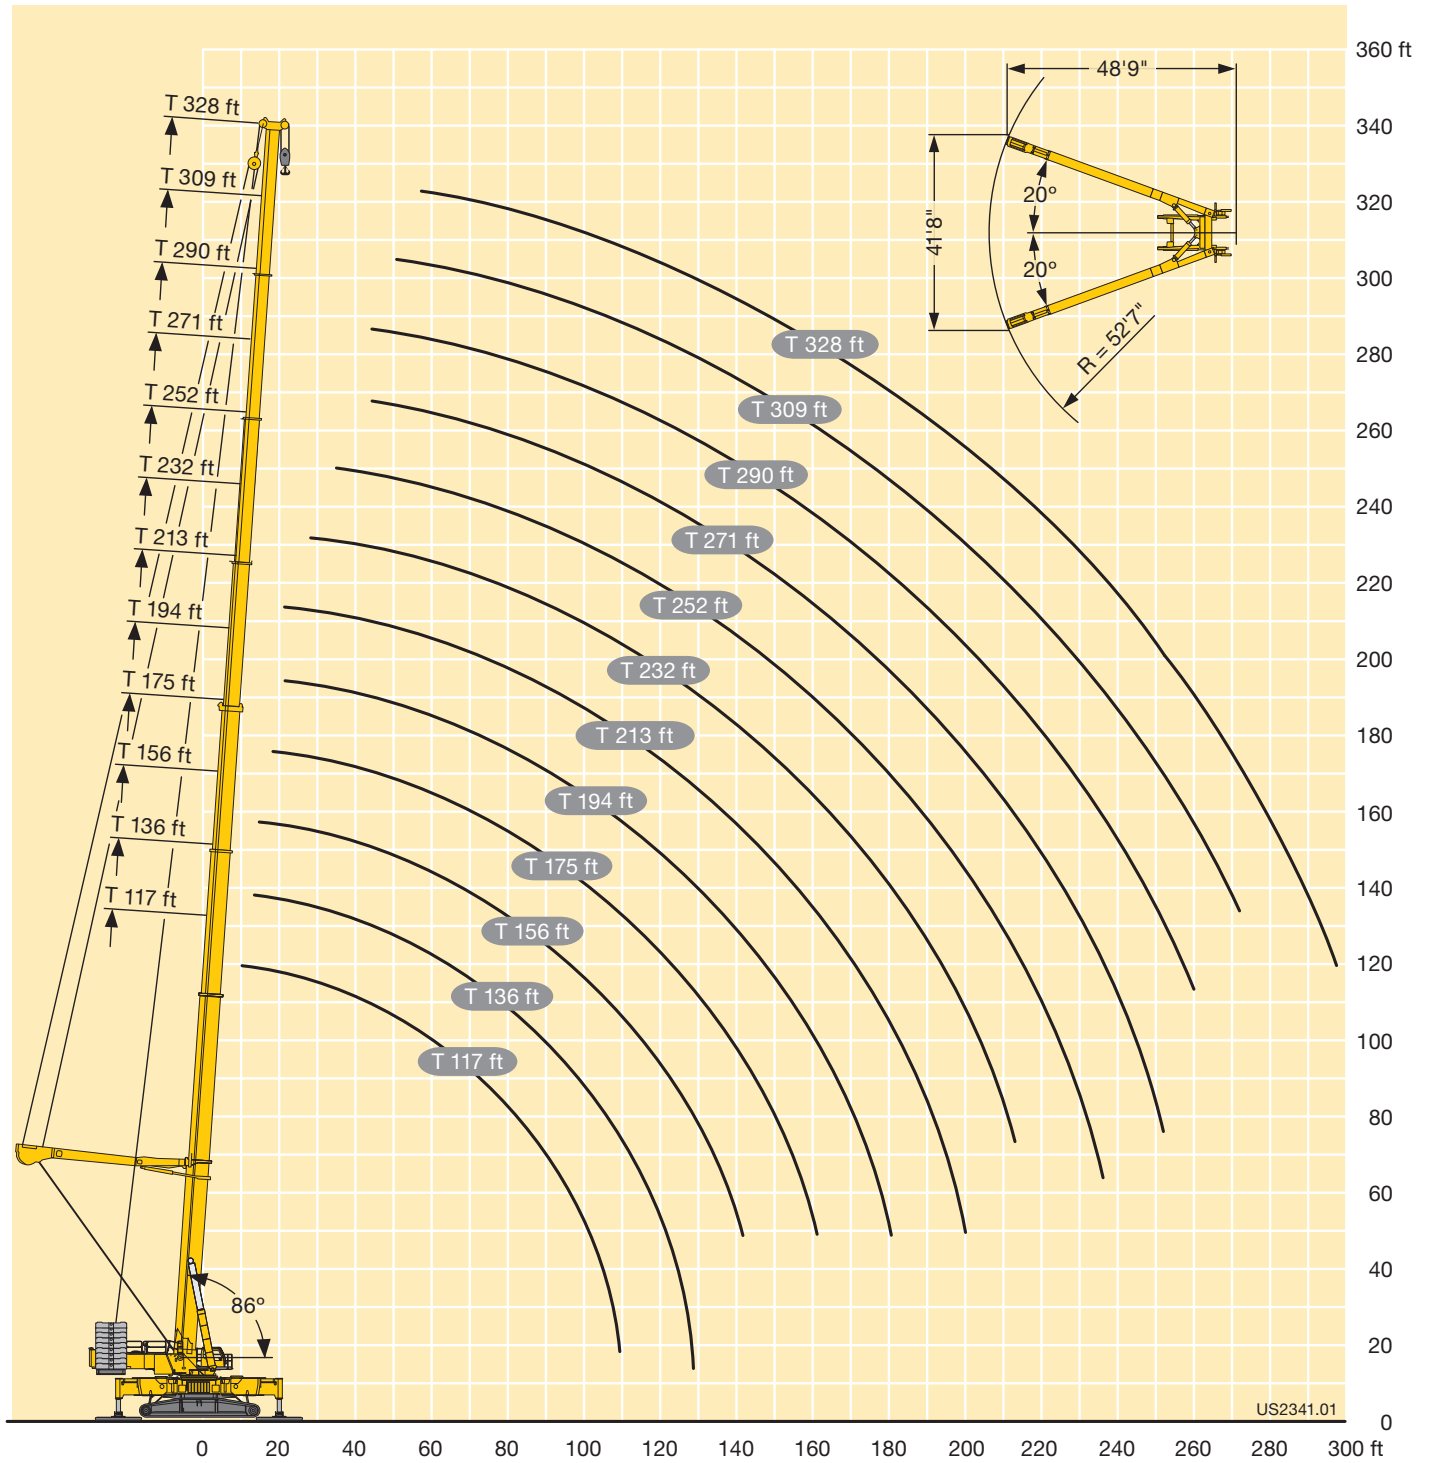 360 ft
48'9"
T 328 ft
340
T 309 ft
20°
320
41'8"
T 290 ft
20°
300
T 271 ft
R = 52'7"
T 328 ft
280
T 252 ft
T 309 ft
260
T 232 ft
T 290 ft
240
T 213 ft
T 271 ft
220
T 194 ft
T 252 ft
200
T 175 ft
T 232 ft
180
T 156 ft
T 213 ft
160
T 136 ft
T 194 ft
140
T 117 ft
T 175 ft
T 156 ft
120
T 136 ft
100
T 117 ft
80
60
40
86°
20
US2341.01
0
0 20 40 60 80 100 120 140 160 180 200 220 240 260 280 300 ft